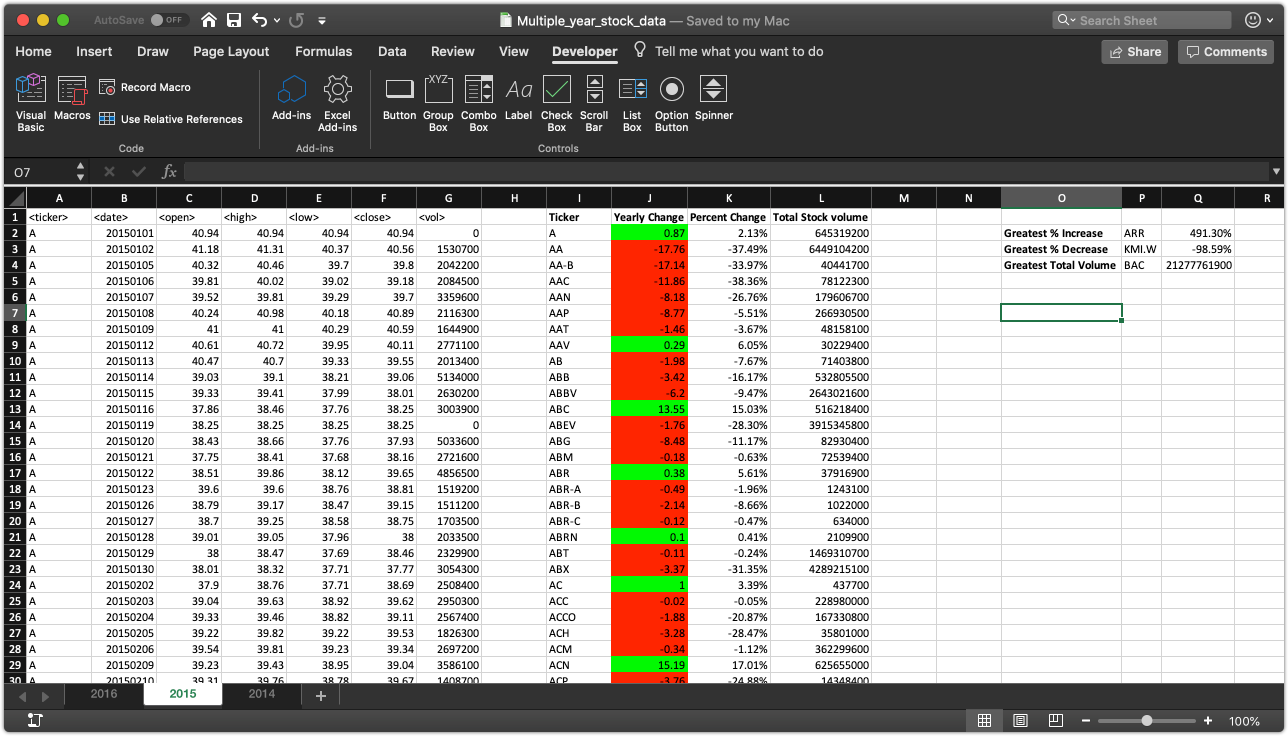 AutoSave OFF Multiple_year_stock_data — Saved to my Mac Search Sheet
Home Insert Draw Page Layout Formulas Data Review View Developer Tell me what you want to do Share Comments
Visual Basic Macros Record Macro Use Relative References Add-ins Excel Add-ins Button XYZ Group Box Combo Box Aa Label Check Box Scroll Bar List Box Option Button Spinner
Code Add-ins Controls
O7 fx
A B C D E F G H I J K L M N O P Q R
1 <ticker> <date> <open> <high> <low> <close> <vol> Ticker Yearly Change Percent Change Total Stock volume
2 A 20150101 40.94 40.94 40.94 40.94 0 A 0.87 2.13% 645319200 Greatest % Increase ARR 491.30%
3 A 20150102 41.18 41.31 40.37 40.56 1530700 AA -17.76 -37.49% 6449104200 Greatest % Decrease KMI.W -98.59%
4 A 20150105 40.32 40.46 39.7 39.8 2042200 AA-B -17.14 -33.97% 40441700 Greatest Total Volume BAC 21277761900
5 A 20150106 39.81 40.02 39.02 39.18 2084500 AAC -11.86 -38.36% 78122300
6 A 20150107 39.52 39.81 39.29 39.7 3359600 AAN -8.18 -26.76% 179606700
7 A 20150108 40.24 40.98 40.18 40.89 2116300 AAP -8.77 -5.51% 266930500
8 A 20150109 41 41 40.29 40.59 1644900 AAT -1.46 -3.67% 48158100
9 A 20150112 40.61 40.72 39.95 40.11 2771100 AAV 0.29 6.05% 30229400
10 A 20150113 40.47 40.7 39.33 39.55 2013400 AB -1.98 -7.67% 71403800
11 A 20150114 39.03 39.1 38.21 39.06 5134000 ABB -3.42 -16.17% 532805500
12 A 20150115 39.33 39.41 37.99 38.01 2630200 ABBV -6.2 -9.47% 2643021600
13 A 20150116 37.86 38.46 37.76 38.25 3003900 ABC 13.55 15.03% 516218400
14 A 20150119 38.25 38.25 38.25 38.25 0 ABEV -1.76 -28.30% 3915345800
15 A 20150120 38.43 38.66 37.76 37.93 5033600 ABG -8.48 -11.17% 82930400
16 A 20150121 37.75 38.41 37.68 38.16 2721600 ABM -0.18 -0.63% 72539400
17 A 20150122 38.51 39.86 38.12 39.65 4856500 ABR 0.38 5.61% 37916900
18 A 20150123 39.6 39.6 38.76 38.81 1519200 ABR-A -0.49 -1.96% 1243100
19 A 20150126 38.79 39.17 38.47 39.15 1511200 ABR-B -2.14 -8.66% 1022000
20 A 20150127 38.7 39.25 38.58 38.75 1703500 ABR-C -0.12 -0.47% 634000
21 A 20150128 39.01 39.05 37.96 38 2033500 ABRN 0.1 0.41% 2109900
22 A 20150129 38 38.47 37.69 38.46 2329900 ABT -0.11 -0.24% 1469310700
23 A 20150130 38.01 38.32 37.71 37.77 3054300 ABX -3.37 -31.35% 4289215100
24 A 20150202 37.9 38.76 37.71 38.69 2508400 AC 1 3.39% 437700
25 A 20150203 39.04 39.63 38.92 39.62 2950300 ACC -0.02 -0.05% 228980000
26 A 20150204 39.33 39.46 38.82 39.11 2567400 ACCO -1.88 -20.87% 167330800
27 A 20150205 39.22 39.82 39.22 39.53 1826300 ACH -3.28 -28.47% 35801000
28 A 20150206 39.54 39.81 39.23 39.34 2697200 ACM -0.34 -1.12% 362299600
29 A 20150209 39.23 39.43 38.95 39.04 3586100 ACN 15.19 17.01% 625655000
30 A 20150210 39.31 39.76 38.78 39.67 1408700 ACP -3.76 -24.88% 14348400
2016 2015 2014 +
100%